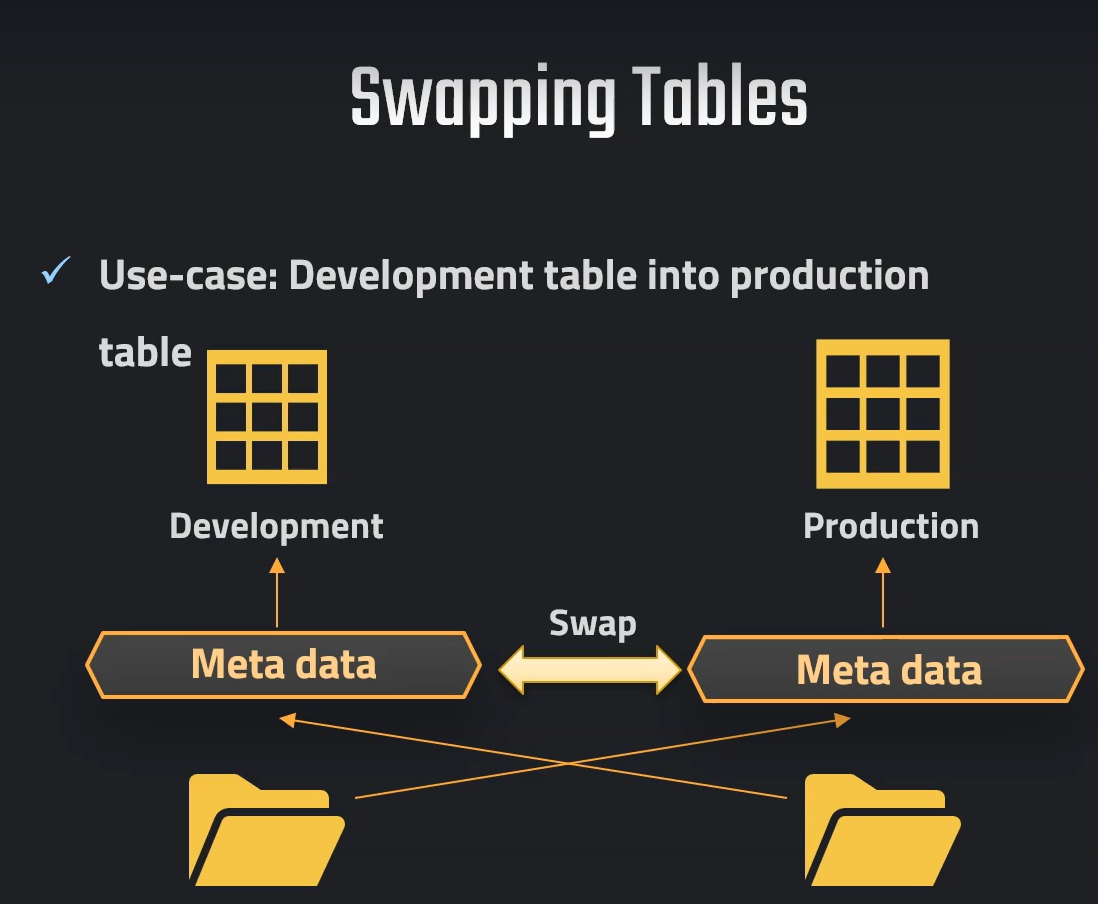 Swapping Tables
✓ Use-case: Development table into production
table
Development
Production
Swap
Meta data
Meta data